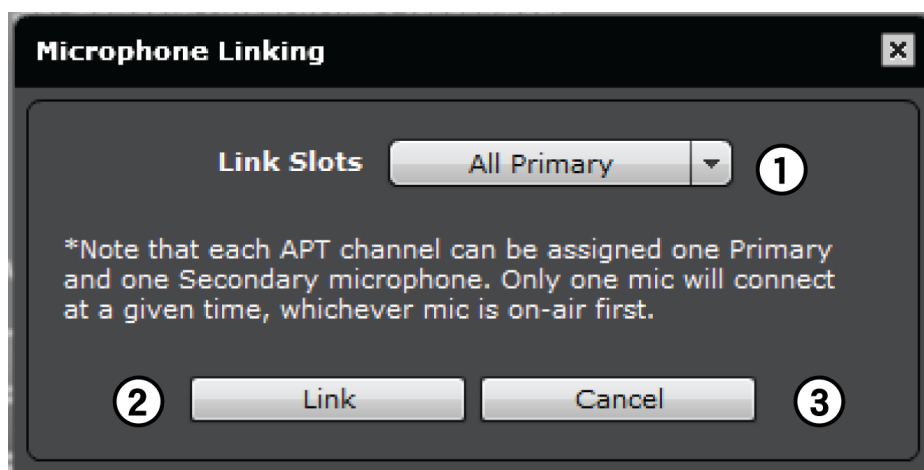 Microphone Linking
Link Slots All Primary 1
*Note that each APT channel can be assigned one Primary
and one Secondary microphone. Only one mic will connect
at a given time, whichever mic is on-air first.
2 Link Cancel 3